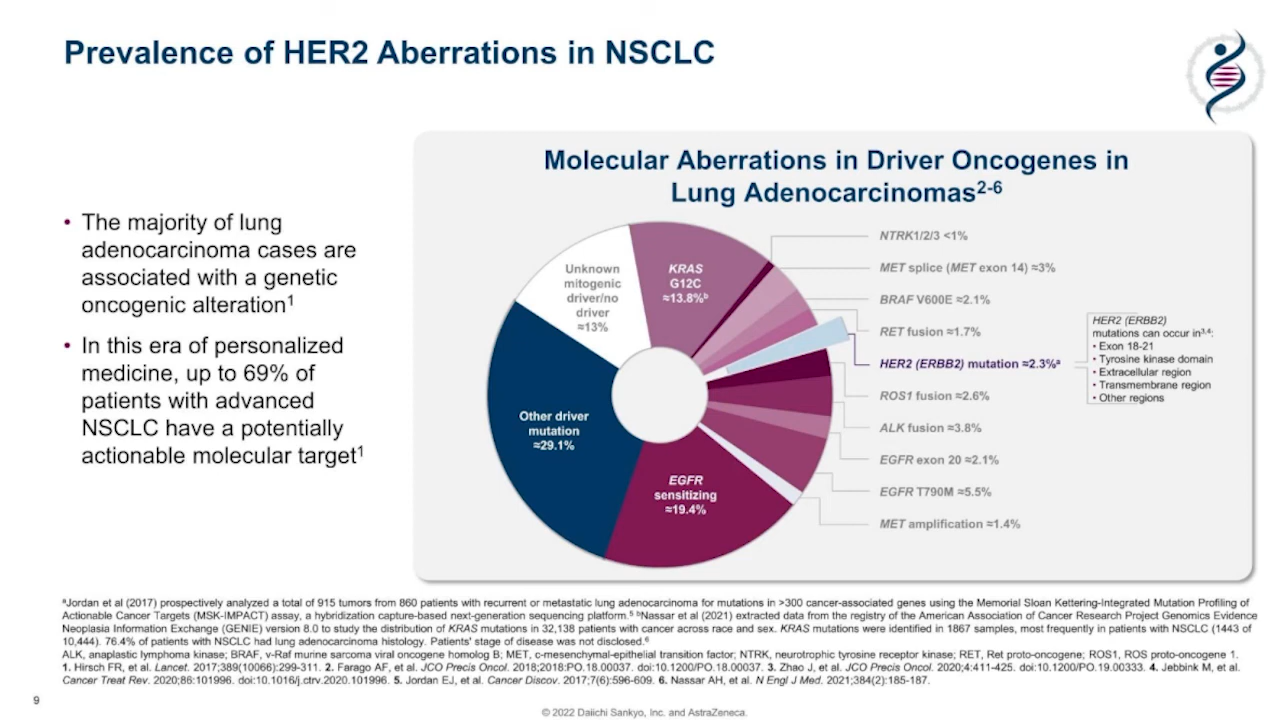 Prevalence of HER2 Aberrations in NSCLC
• The majority of lung
adenocarcinoma cases are
associated with a genetic
oncogenic alteration1
• In this era of personalized
medicine, up to 69% of
patients with advanced
NSCLC have a potentially
actionable molecular target1
Molecular Aberrations in Driver Oncogenes in
Lung Adenocarcinomas2-6
Unknown
mitogenic
driver/no
driver
≈13%
KRAS
G12C
≈13.8%b
Other driver
mutation
≈29.1%
EGFR
sensitizing
≈19.4%
NTRK1/2/3 <1%
MET splice (MET exon 14) ≈3%
BRAF V600E ≈2.1%
RET fusion ≈1.7%
HER2 (ERBB2) mutation ≈2.3%a
ROS1 fusion ≈2.6%
ALK fusion ≈3.8%
EGFR exon 20 ≈2.1%
EGFR T790M ≈5.5%
MET amplification ≈1.4%
HER2 (ERBB2)
mutations can occur in3,4:
• Exon 18-21
• Tyrosine kinase domain
• Extracellular region
• Transmembrane region
• Other regions
aJordan et al (2017) prospectively analyzed a total of 915 tumors from 860 patients with recurrent or metastatic lung adenocarcinoma for mutations in >300 cancer-associated genes using the Memorial Sloan Kettering-Integrated Mutation Profiling of
Actionable Cancer Targets (MSK-IMPACT) assay, a hybridization capture-based next-generation sequencing platform.5 bNassar et al (2021) extracted data from the registry of the American Association of Cancer Research Project Genomics Evidence
Neoplasia Information Exchange (GENIE) version 8.0 to study the distribution of KRAS mutations in 32,138 patients with cancer across race and sex. KRAS mutations were identified in 1867 samples, most frequently in patients with NSCLC (1443 of
10,444). 76.4% of patients with NSCLC had lung adenocarcinoma histology. Patients' stage of disease was not disclosed.6
ALK, anaplastic lymphoma kinase; BRAF, v-Raf murine sarcoma viral oncogene homolog B; MET, c-mesenchymal-epithelial transition factor; NTRK, neurotrophic tyrosine receptor kinase; RET, Ret proto-oncogene; ROS1, ROS proto-oncogene 1.
1. Hirsch FR, et al. Lancet. 2017;389(10066):299-311. 2. Farago AF, et al. JCO Precis Oncol. 2018;2018:PO.18.00037. doi:10.1200/PO.18.00037. 3. Zhao J, et al. JCO Precis Oncol. 2020;4:411-425. doi:10.1200/PO.19.00333. 4. Jebbink M, et al.
Cancer Treat Rev. 2020;86:101996. doi:10.1016/j.ctrv.2020.101996. 5. Jordan EJ, et al. Cancer Discov. 2017;7(6):596-609. 6. Nassar AH, et al. N Engl J Med. 2021;384(2):185-187.
9
© 2022 Daiichi Sankyo, Inc. and AstraZeneca.